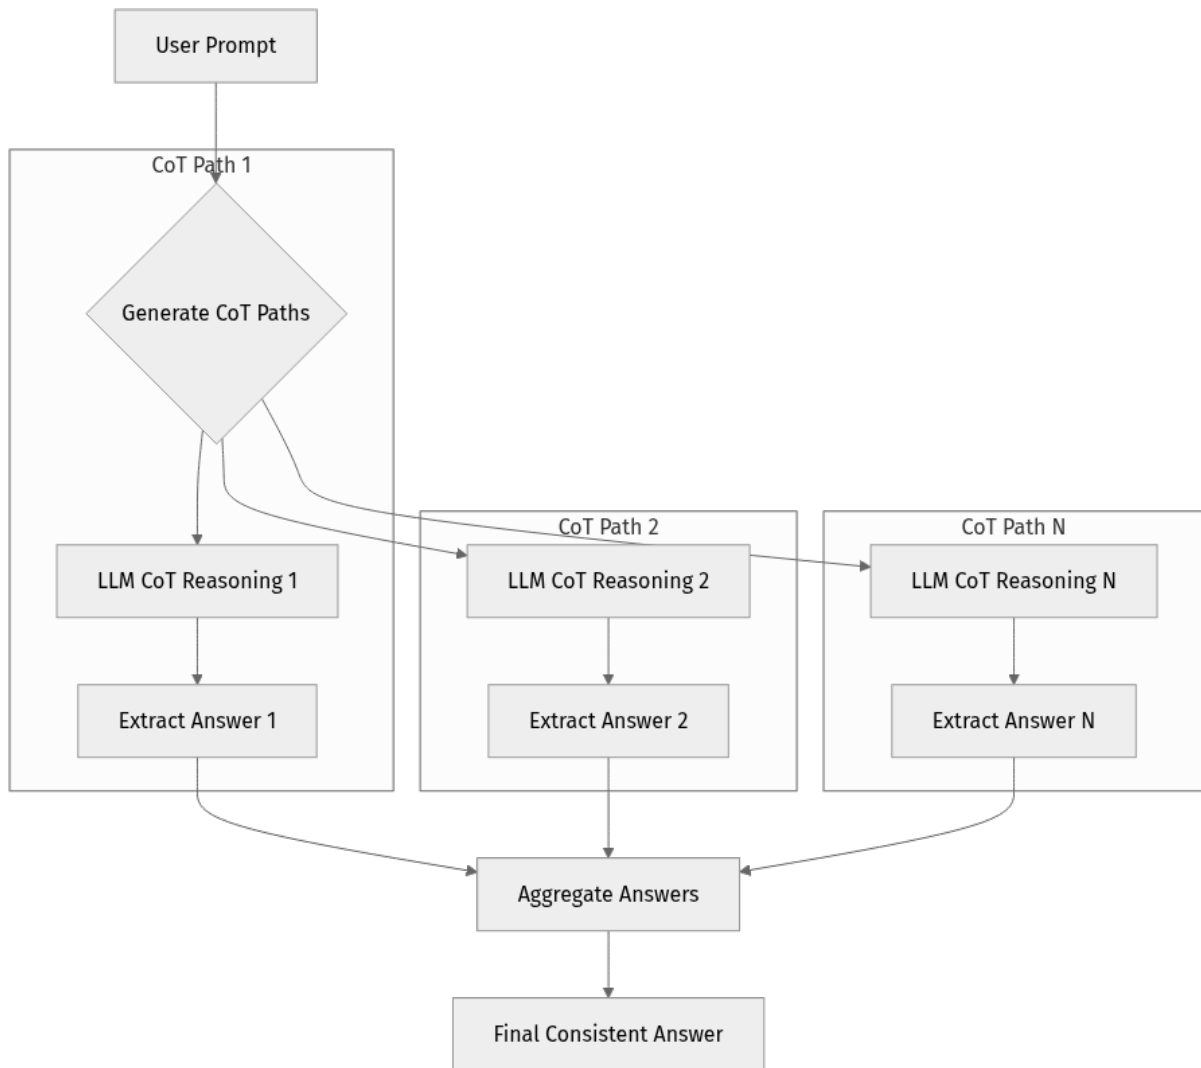 User Prompt
CoT Path 1
Generate CoT Paths
CoT Path 2
CoT Path N
LLM CoT Reasoning 1
LLM CoT Reasoning 2
LLM CoT Reasoning N
Extract Answer 1
Extract Answer 2
Extract Answer N
Aggregate Answers
Final Consistent Answer